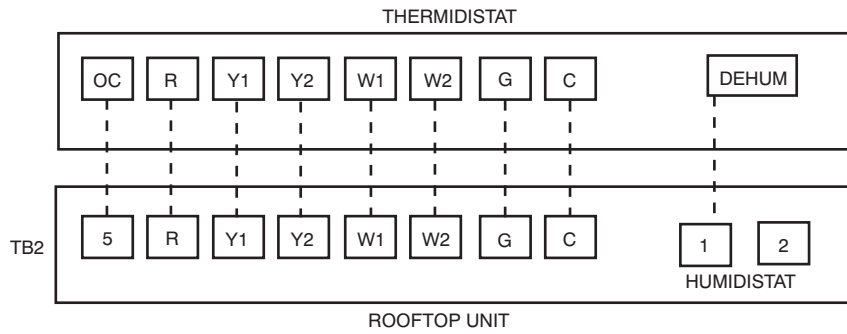 THERMIDISTAT
OC R Y1 Y2 W1 W2 G C DEHUM
TB2 5 R Y1 Y2 W1 W2 G C 1 2
HUMIDISTAT
ROOFTOP UNIT